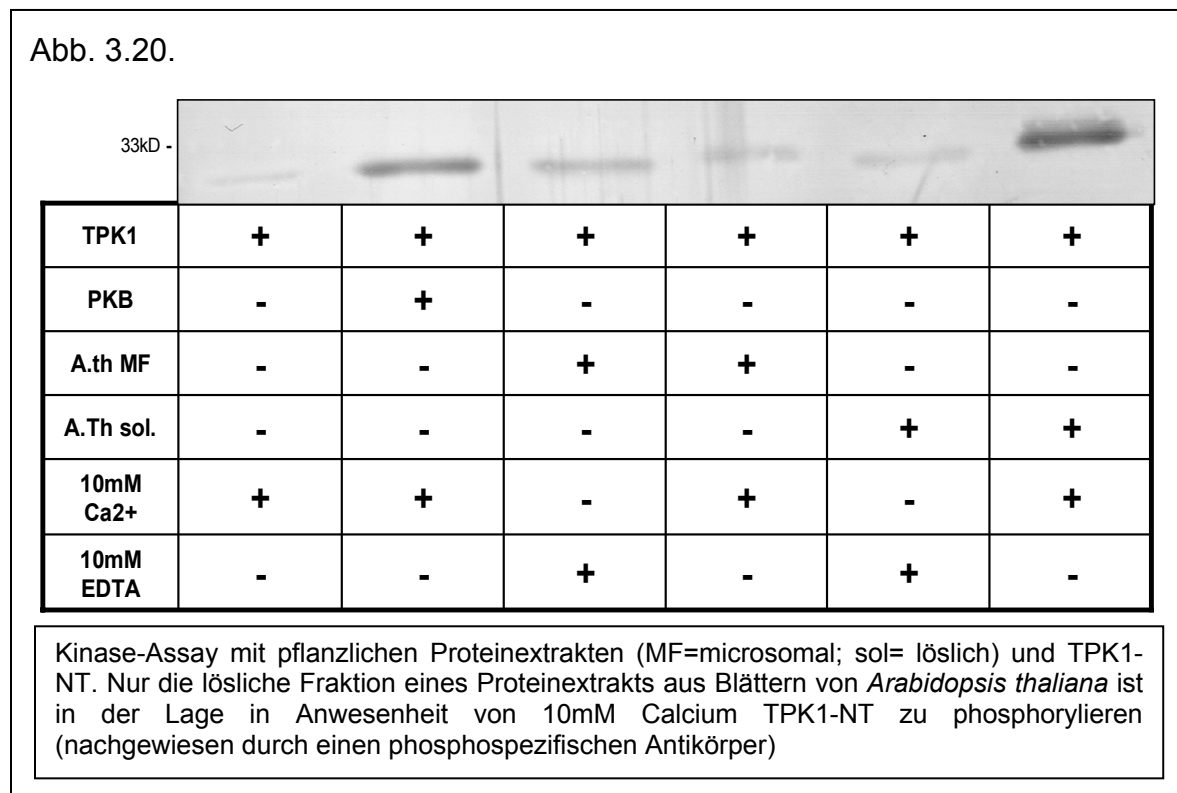 Abb. 3.20.
33kD -
TPK1 + + + + + +
PKB - + - - - -
A.th MF - - + + - -
A.Th sol. - - - - + +
10mM
Ca2+ + + - + - +
10mM
EDTA - - + - + -
Kinase-Assay mit pflanzlichen Proteinextrakten (MF=microsomal; sol= löslich) und TPK1-
NT. Nur die lösliche Fraktion eines Proteinextrakts aus Blättern von Arabidopsis thaliana ist
in der Lage in Anwesenheit von 10mM Calcium TPK1-NT zu phosphorylieren
(nachgewiesen durch einen phosphospezifischen Antikörper)